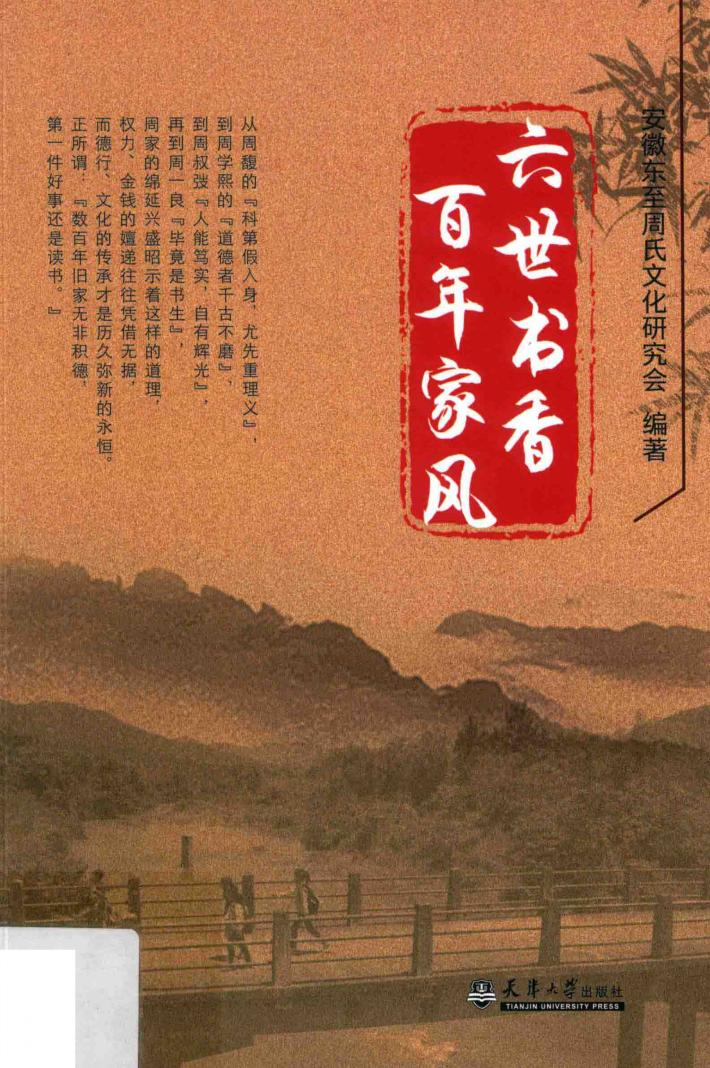 安徽东至周氏文化研究会 编著
六世书香
百年家风
从周馥的『科第假人身，尤先重理义』，
到周学熙的『道德者千古不磨』，
到周叔弢『人能笃实，自有辉光』，
再到周一良『毕竟是书生』，
周家的绵延兴盛昭示着这样的道理，
权力、金钱的嬗递往往凭借无据，
而德行、文化的传承才是历久弥新的永恒。
正所谓，『数百年旧家无非积德，
第一件好事还是读书。』
天津大学出版社
TIANJIN UNIVERSITY PRESS